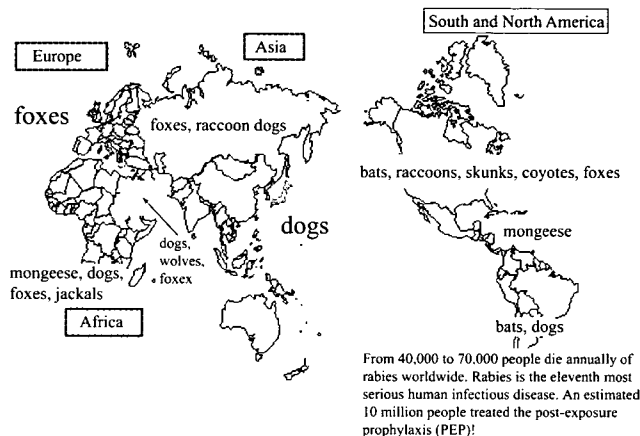 South and North America
Asia
Europe
foxes
foxes, raccoon dogs
bats, raccoons, skunks, coyotes, foxes
dogs
mongeese
dogs,
wolves,
foxex
mongeese, dogs,
foxes, jackals
Africa
bats, dogs
From 40,000 to 70.000 people die annually of
rabies worldwide. Rabies is the eleventh most
serious human infectious disease. An estimated
10 million people treated the post-exposure
prophylaxis (PEP)!